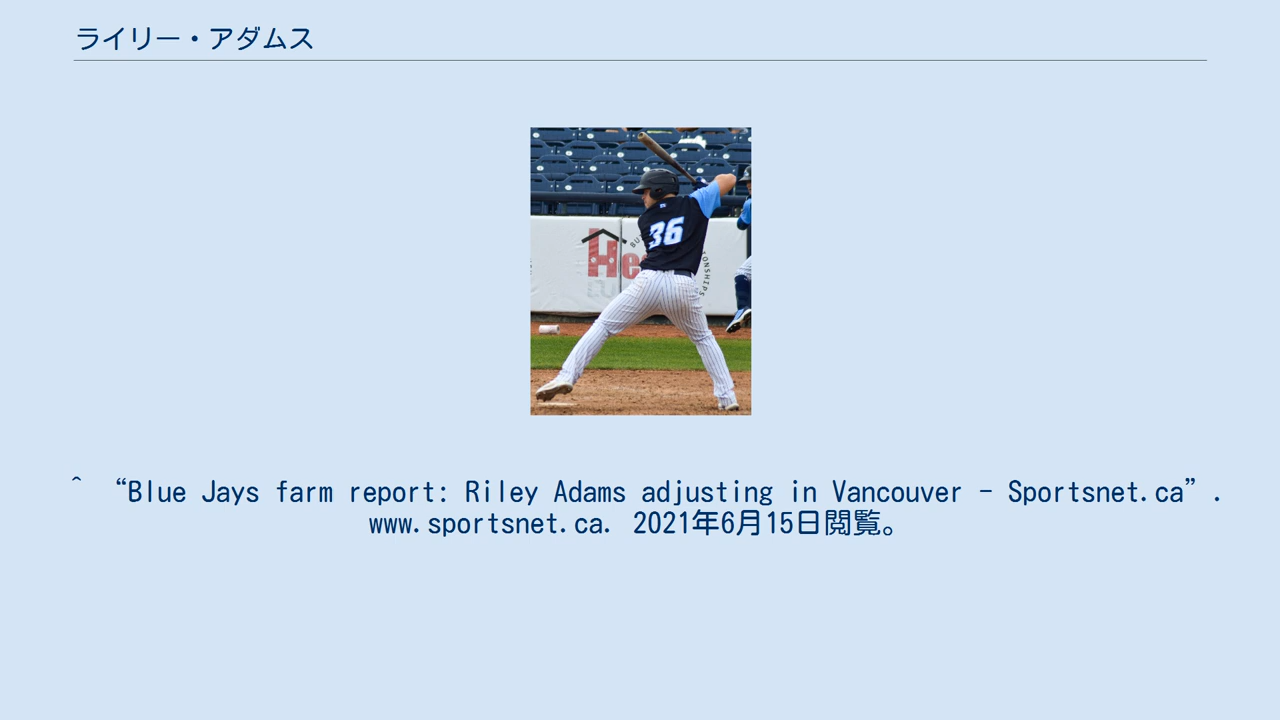 ライリー・アダムス
36
^ “Blue Jays farm report: Riley Adams adjusting in Vancouver - Sportsnet.ca”.
www.sportsnet.ca. 2021年6月15日閲覧。